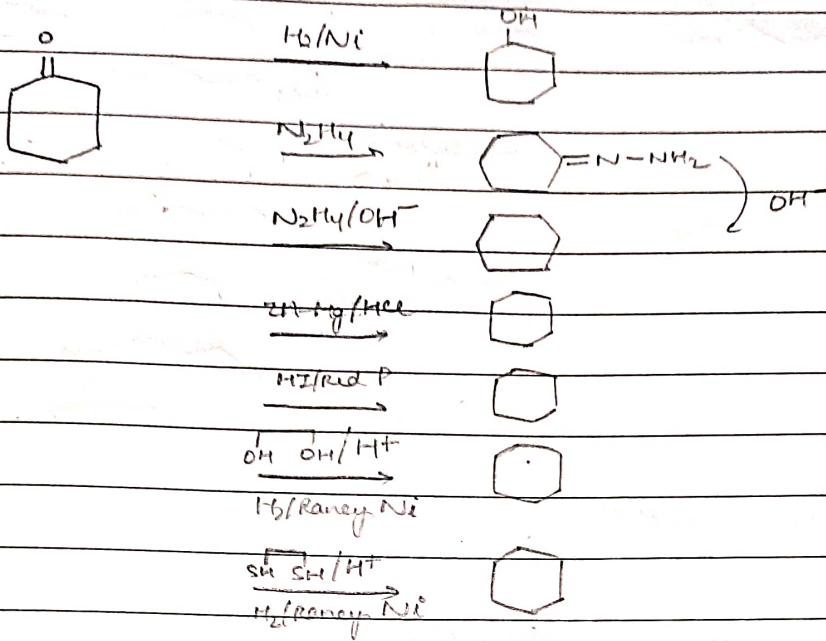 O
H2/Ni
OH
N2H4
=N-NH2
OH-
N2H4/OH-
Zn-Hg/HCl
HI/Red P
OH OH/H+
H2/Raney Ni
SH SH/H+
H2/Raney Ni